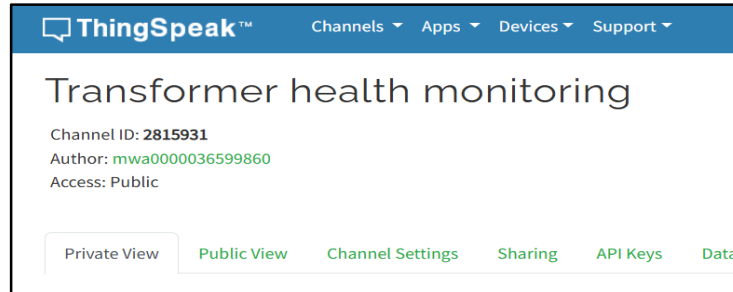 ThingSpeak™ Channels Apps Devices Support
Transformer health monitoring
Channel ID: 2815931
Author: mwa0000036599860
Access: Public
Private View Public View Channel Settings Sharing API Keys Data